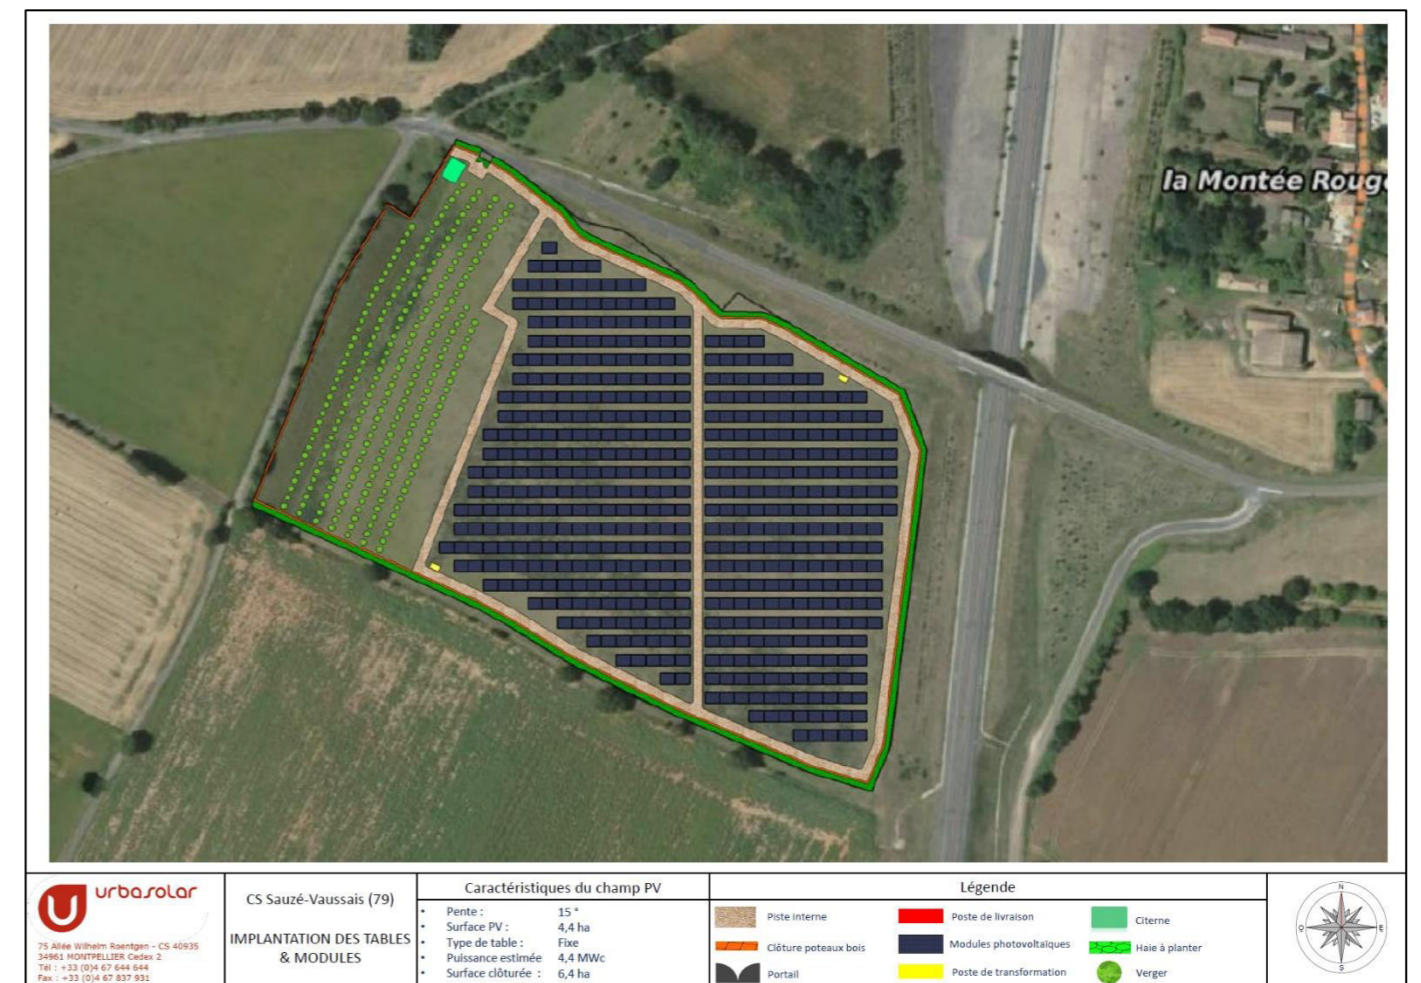 la Montée Rouge
urbasolar
75 Allée Wilhelm Roentgen - CS 40935
34961 MONTPELLIER Cedex 2
Tél : +33 (0)4 67 644 644
Fax : +33 (0)4 67 837 931
CS Sauzé-Vaussais (79)
IMPLANTATION DES TABLES
& MODULES
Caractéristiques du champ PV
• Pente : 15 °
• Surface PV : 4,4 ha
• Type de table : Fixe
• Puissance estimée 4,4 MWc
• Surface clôturée : 6,4 ha
Légende
Piste interne
Clôture poteaux bois
Portail
Poste de livraison
Modules photovoltaïques
Poste de transformation
Citerne
Haie à planter
Verger
N
O
E
S